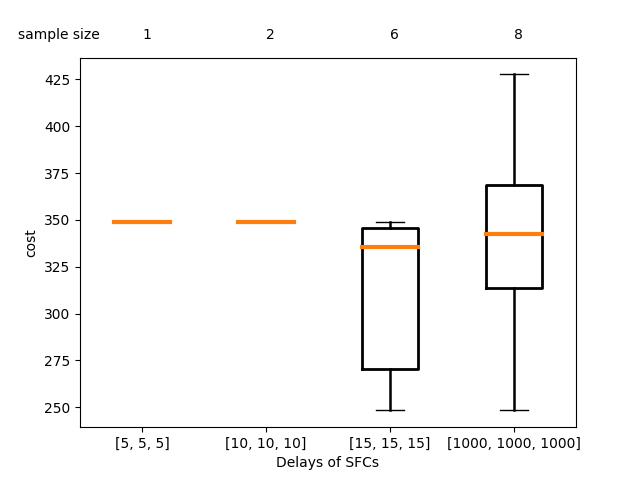 sample size 1 2 6 8
425
400
375
350
325
300
275
250
cost
[5, 5, 5] [10, 10, 10] [15, 15, 15] [1000, 1000, 1000]
Delays of SFCs